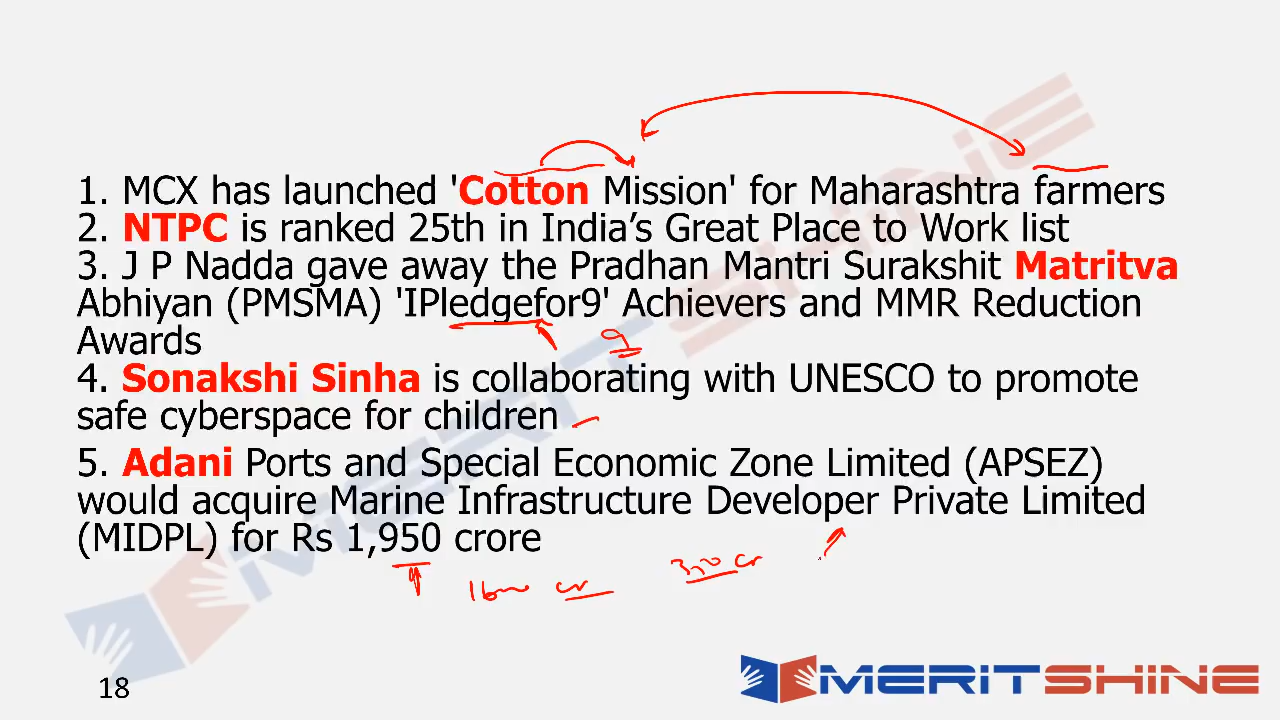 1. MCX has launched 'Cotton Mission' for Maharashtra farmers
2. NTPC is ranked 25th in India’s Great Place to Work list
3. J P Nadda gave away the Pradhan Mantri Surakshit Matritva
Abhiyan (PMSMA) 'IPledgefor9' Achievers and MMR Reduction
Awards
9
4. Sonakshi Sinha is collaborating with UNESCO to promote
safe cyberspace for children
5. Adani Ports and Special Economic Zone Limited (APSEZ)
would acquire Marine Infrastructure Developer Private Limited
(MIDPL) for Rs 1,950 crore
cr
cr
18
MERITSHINE